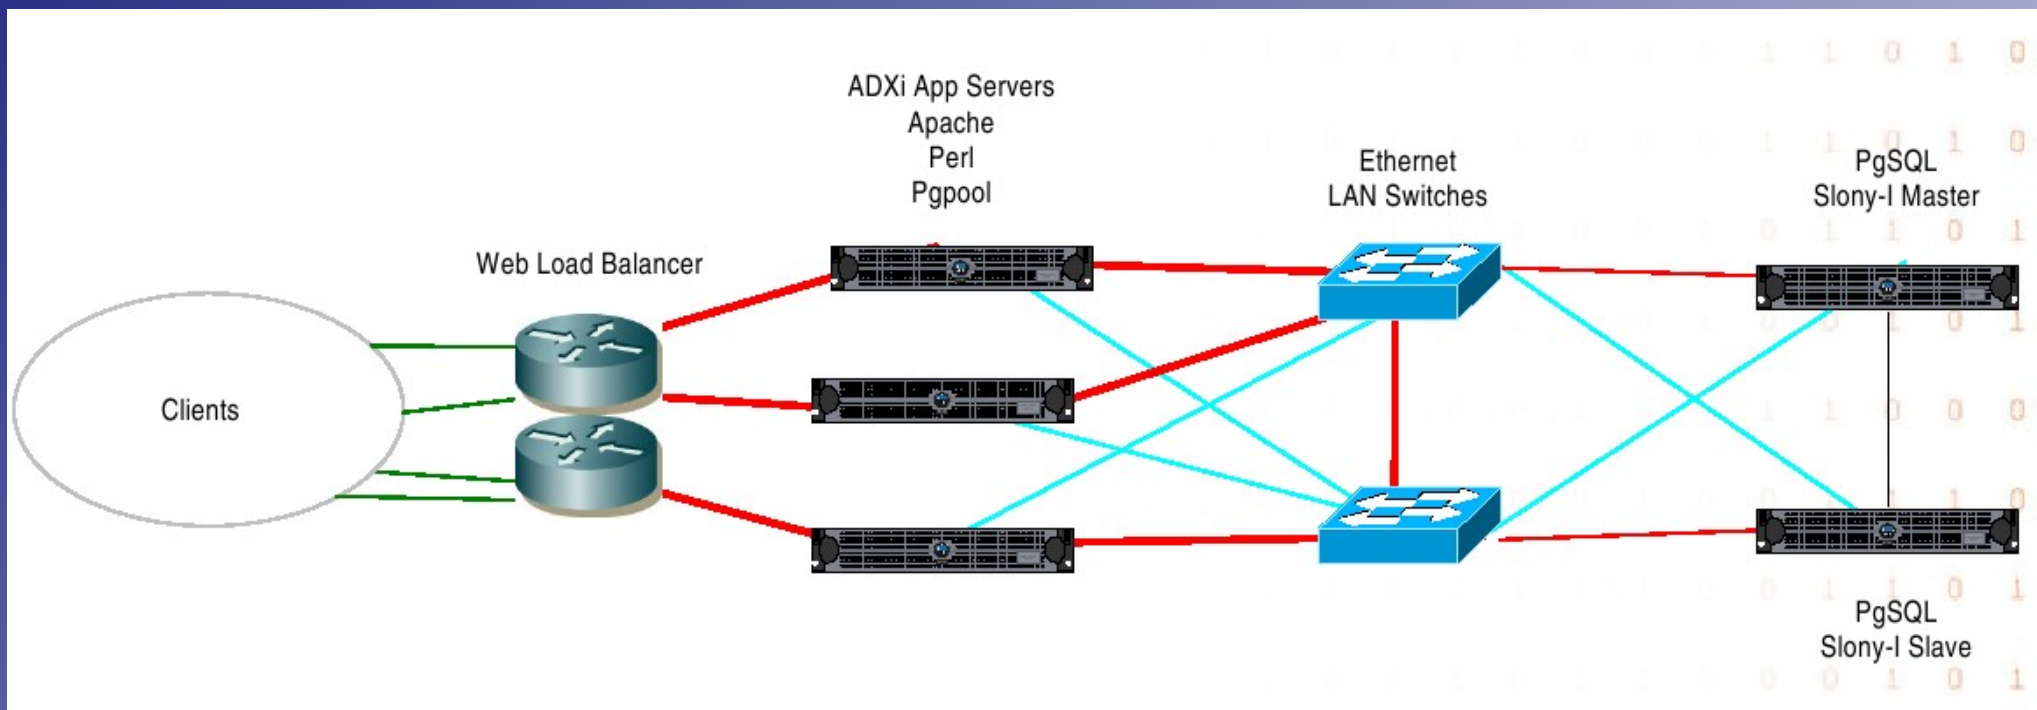 ADXi App Servers
Apache
Perl
Pgpool
Ethernet
LAN Switches
PgSQL
Slony-I Master
Web Load Balancer
Clients
PgSQL
Slony-I Slave